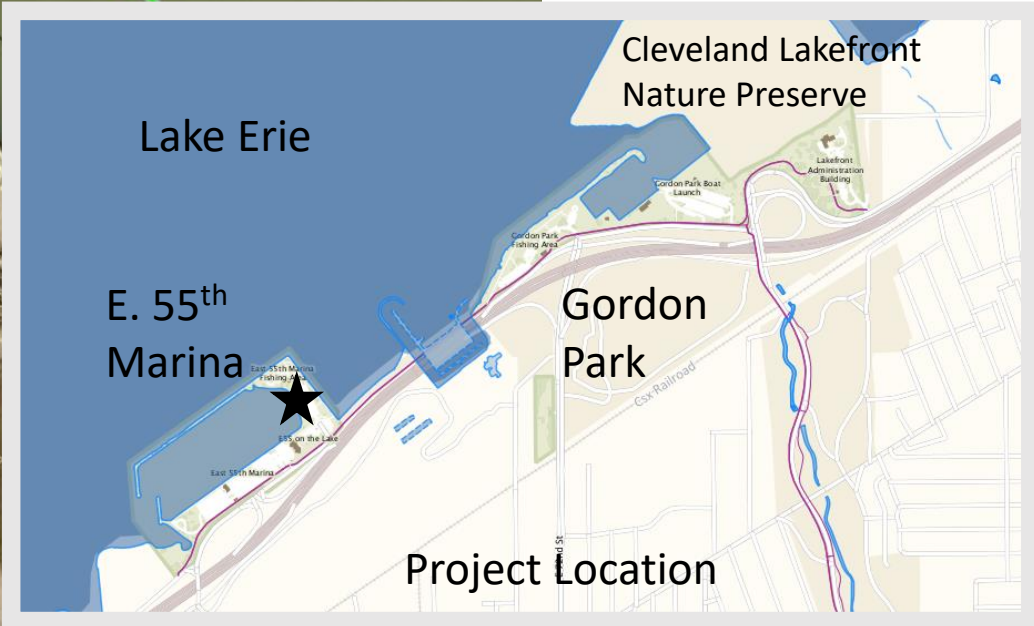 Cleveland Lakefront
Nature Preserve
Lake Erie
Lakefront
Administration
Building
Gordon Park Boat
Launch
Gordon Park
Fishing Area
E. 55th
Marina
Gordon
Park
East 55th Marina
Fishing Area
Csx Railroad
E55 on the Lake
East 55th Marina
Project Location